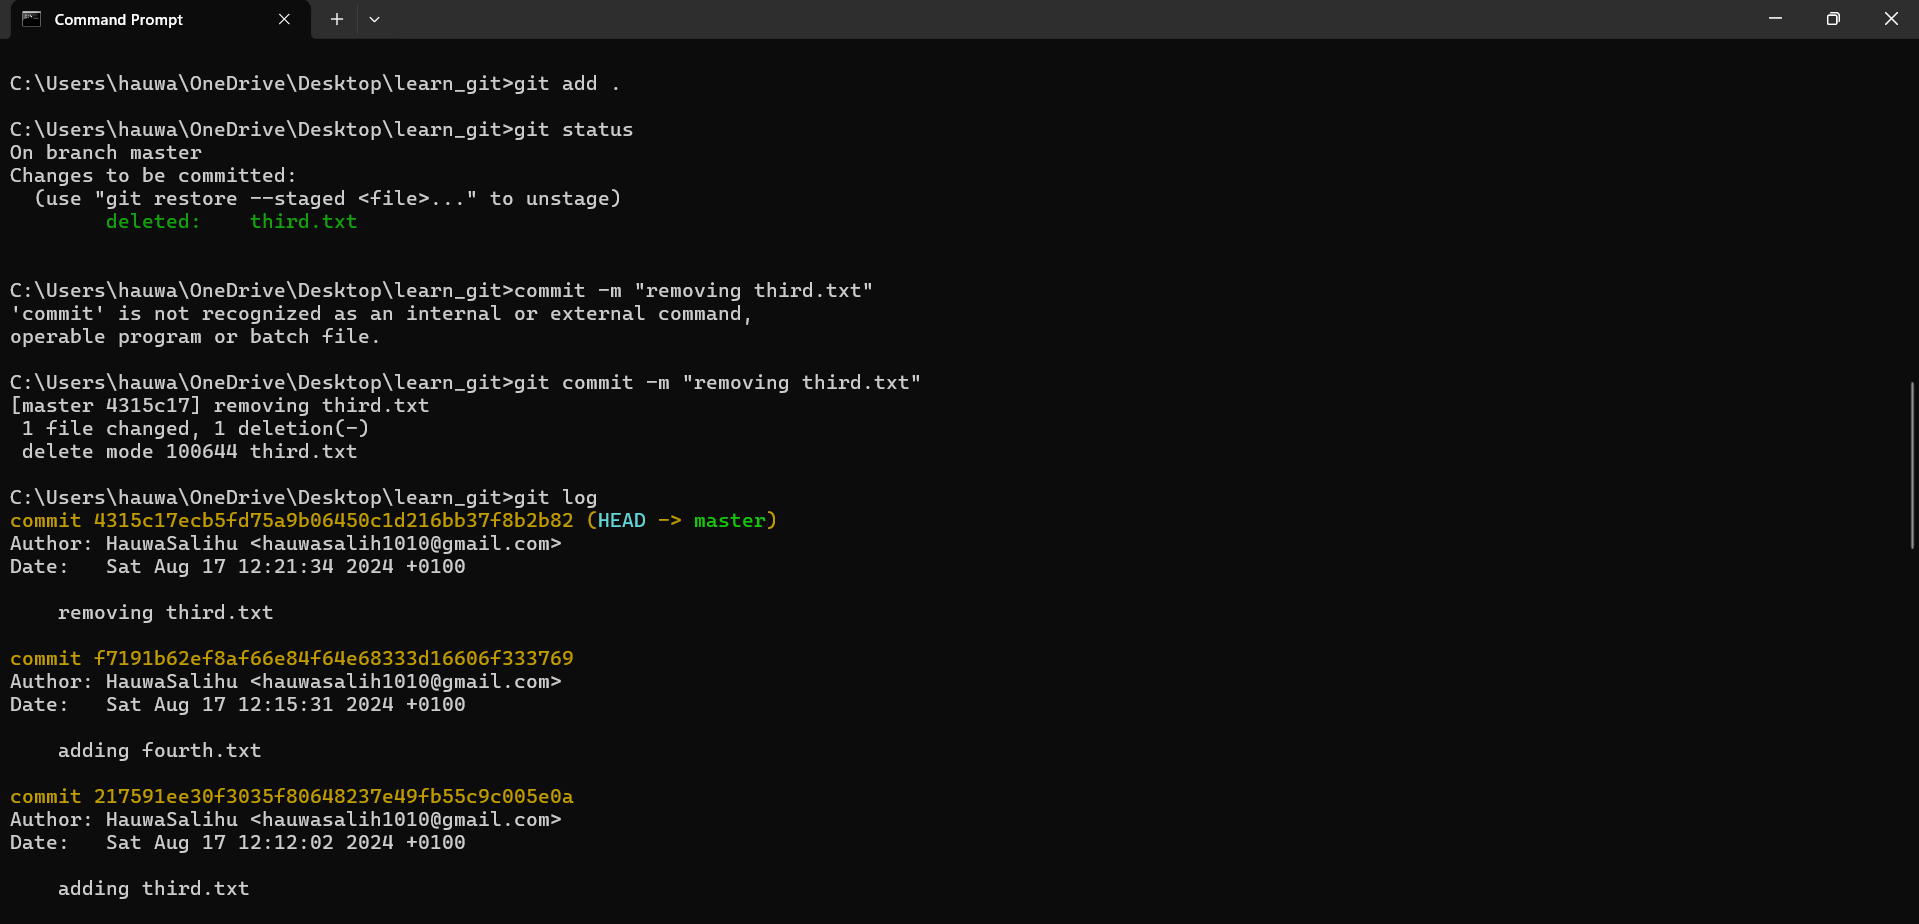 Command Prompt
C:\Users\hauwa\OneDrive\Desktop\learn_git>git add .
C:\Users\hauwa\OneDrive\Desktop\learn_git>git status
On branch master
Changes to be committed:
  (use "git restore --staged <file>..." to unstage)
        deleted:    third.txt
C:\Users\hauwa\OneDrive\Desktop\learn_git>commit -m "removing third.txt"
'commit' is not recognized as an internal or external command,
operable program or batch file.
C:\Users\hauwa\OneDrive\Desktop\learn_git>git commit -m "removing third.txt"
[master 4315c17] removing third.txt
 1 file changed, 1 deletion(-)
 delete mode 100644 third.txt
C:\Users\hauwa\OneDrive\Desktop\learn_git>git log
commit 4315c17ecb5fd75a9b06450c1d216bb37f8b2b82 (HEAD -> master)
Author: HauwaSalihu <hauwasalih1010@gmail.com>
Date:   Sat Aug 17 12:21:34 2024 +0100
    removing third.txt
commit f7191b62ef8af66e84f64e68333d16606f333769
Author: HauwaSalihu <hauwasalih1010@gmail.com>
Date:   Sat Aug 17 12:15:31 2024 +0100
    adding fourth.txt
commit 217591ee30f3035f80648237e49fb55c9c005e0a
Author: HauwaSalihu <hauwasalih1010@gmail.com>
Date:   Sat Aug 17 12:12:02 2024 +0100
    adding third.txt